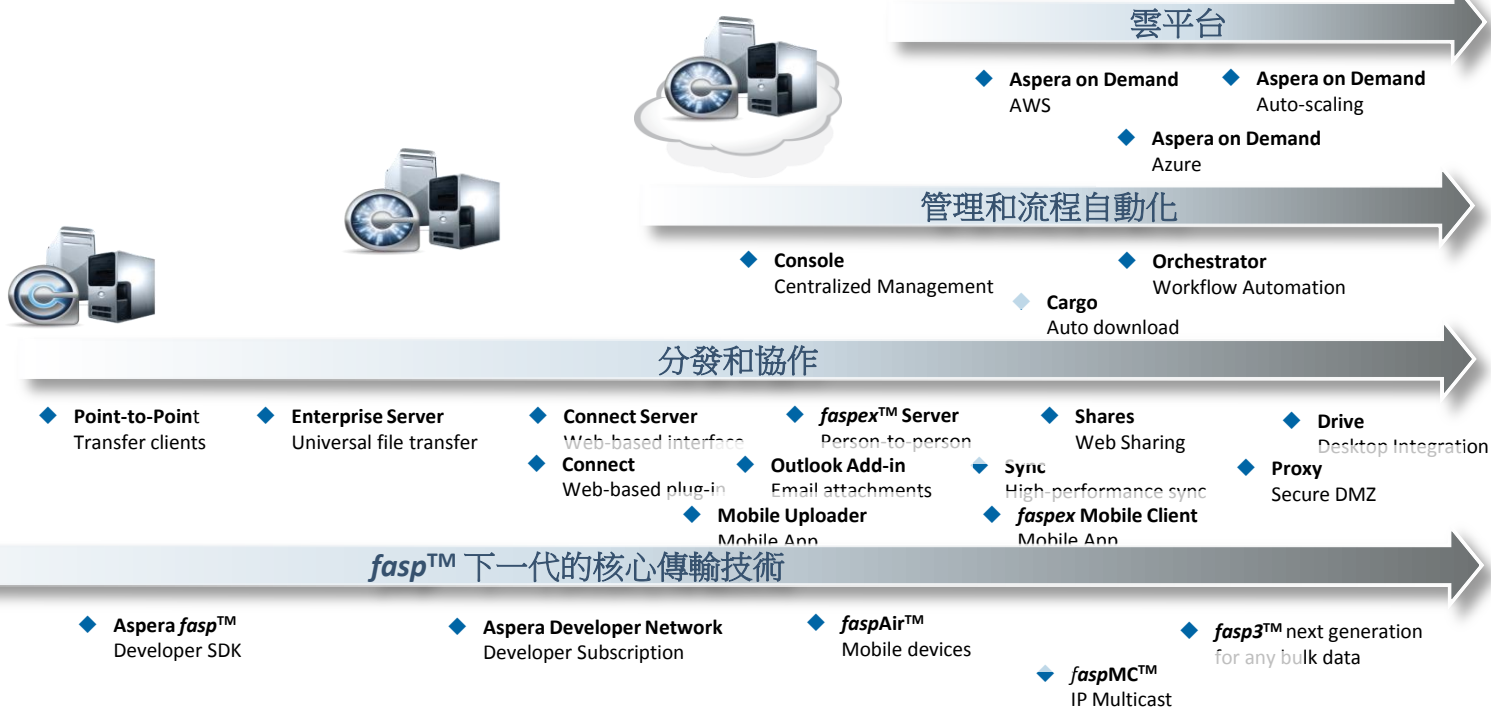 雲平台
Aspera on Demand
AWS
Aspera on Demand
Auto-scaling
Aspera on Demand
Azure
管理和流程自動化
Console
Centralized Management
Orchestrator
Workflow Automation
Cargo
Auto download
分發和協作
Point-to-Point
Transfer clients
Enterprise Server
Universal file transfer
Connect Server
Web-based interface
faspex™ Server
Person-to-person
Shares
Web Sharing
Drive
Desktop Integration
Connect
Web-based plug-in
Outlook Add-in
Email attachments
Sync
High-performance sync
Proxy
Secure DMZ
Mobile Uploader
Mobile App
faspex Mobile Client
Mobile App
fasp™ 下一代的核心傳輸技術
Aspera fasp™
Developer SDK
Aspera Developer Network
Developer Subscription
faspAir™
Mobile devices
fasp3™ next generation
for any bulk data
faspMC™
IP Multicast